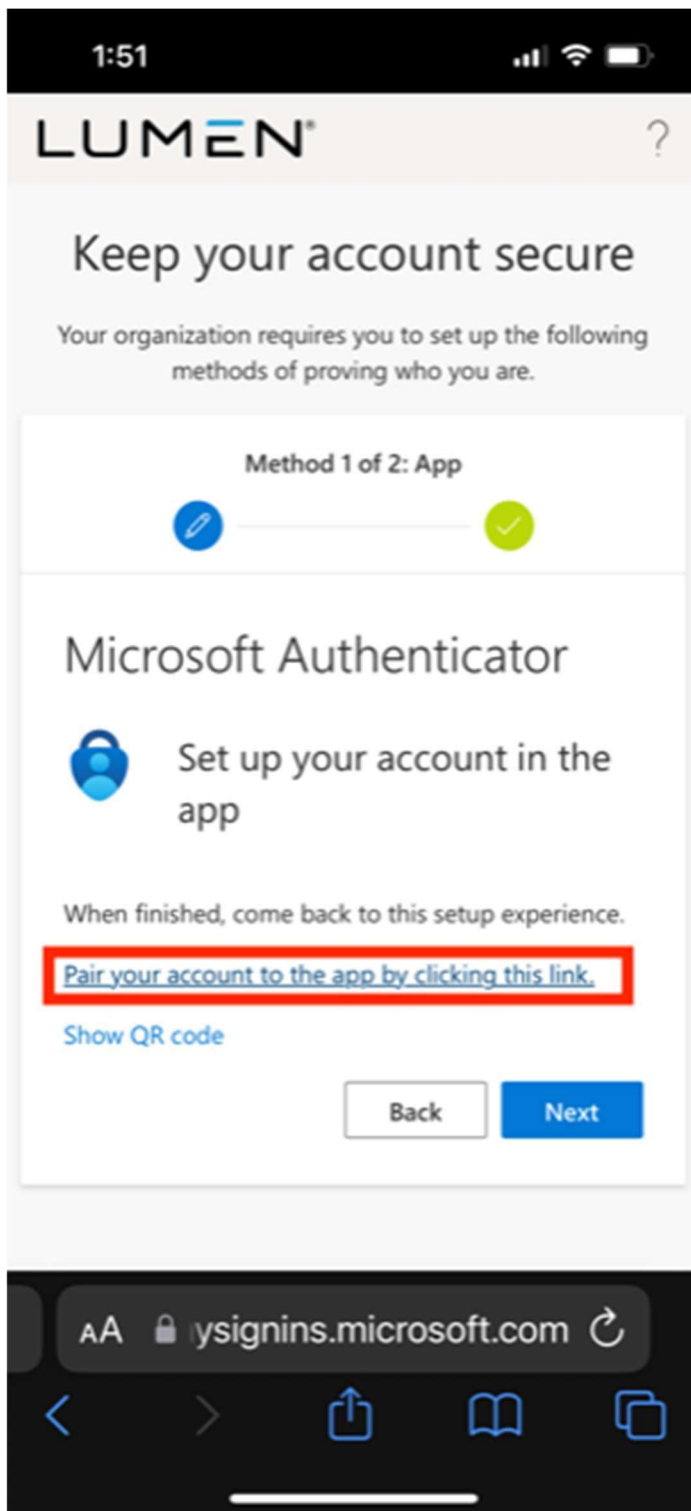 1:51
LUMEN®
?
Keep your account secure
Your organization requires you to set up the following
methods of proving who you are.
Method 1 of 2: App
Microsoft Authenticator
Set up your account in the
app
When finished, come back to this setup experience.
Pair your account to the app by clicking this link.
Show QR code
Back
Next
AA ysignins.microsoft.com